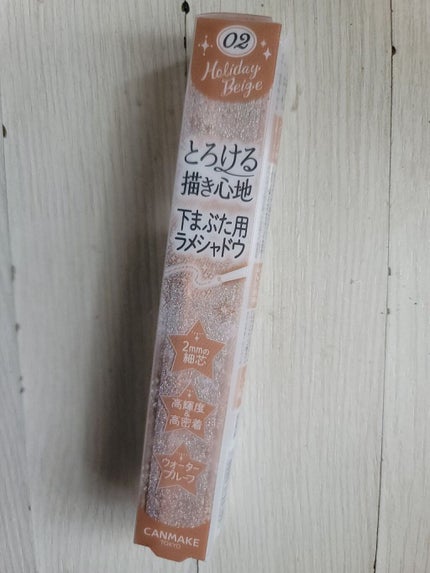 02
Holiday
Beige
とろける
描き心地
下まぶた用
ラメシャドウ
2mmの
細芯
高輝度
&
高密着
ウォーター
プルーフ
CANMAKE
TOKYO